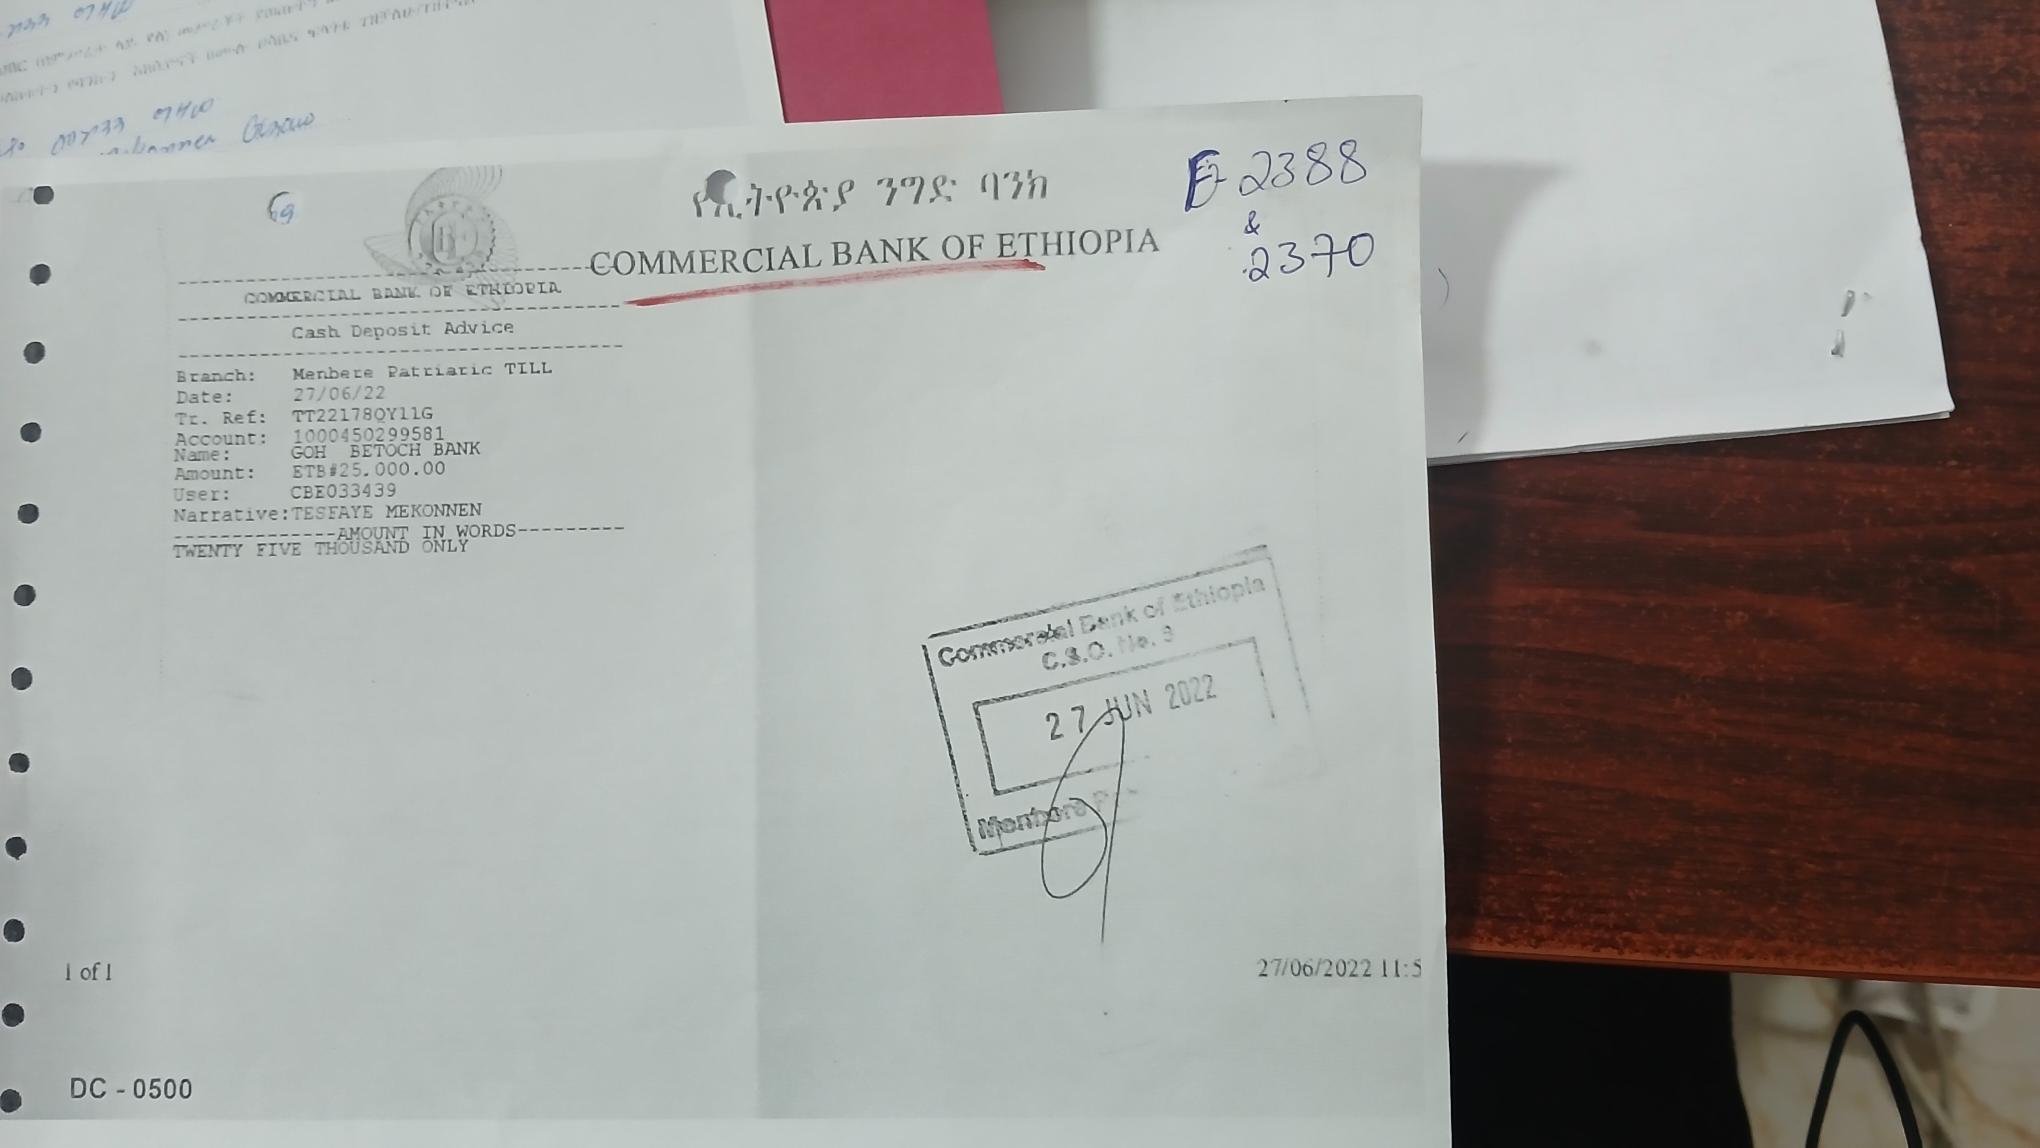 የኢትዮጵያ ንግድ ባንክ
COMMERCIAL BANK OF ETHIOPIA
2388
&
2370
COMMERCIAL BANK OF ETHIOPIA
Cash Deposit Advice
Branch: Menbere Patriaric TILL
Date: 27/06/22
Tr. Ref: TT22178QY11G
Account: 1000450299581
Name: GOH BETOCH BANK
Amount: ETB#25,000.00
User: CBE033439
Narrative:TESFAYE MEKONNEN
------------AMOUNT IN WORDS----------
TWENTY FIVE THOUSAND ONLY
Commercial Bank of Ethiopia
C.S.O. No. 3
27 JUN 2022
1 of 1
27/06/2022 11:5
DC - 0500